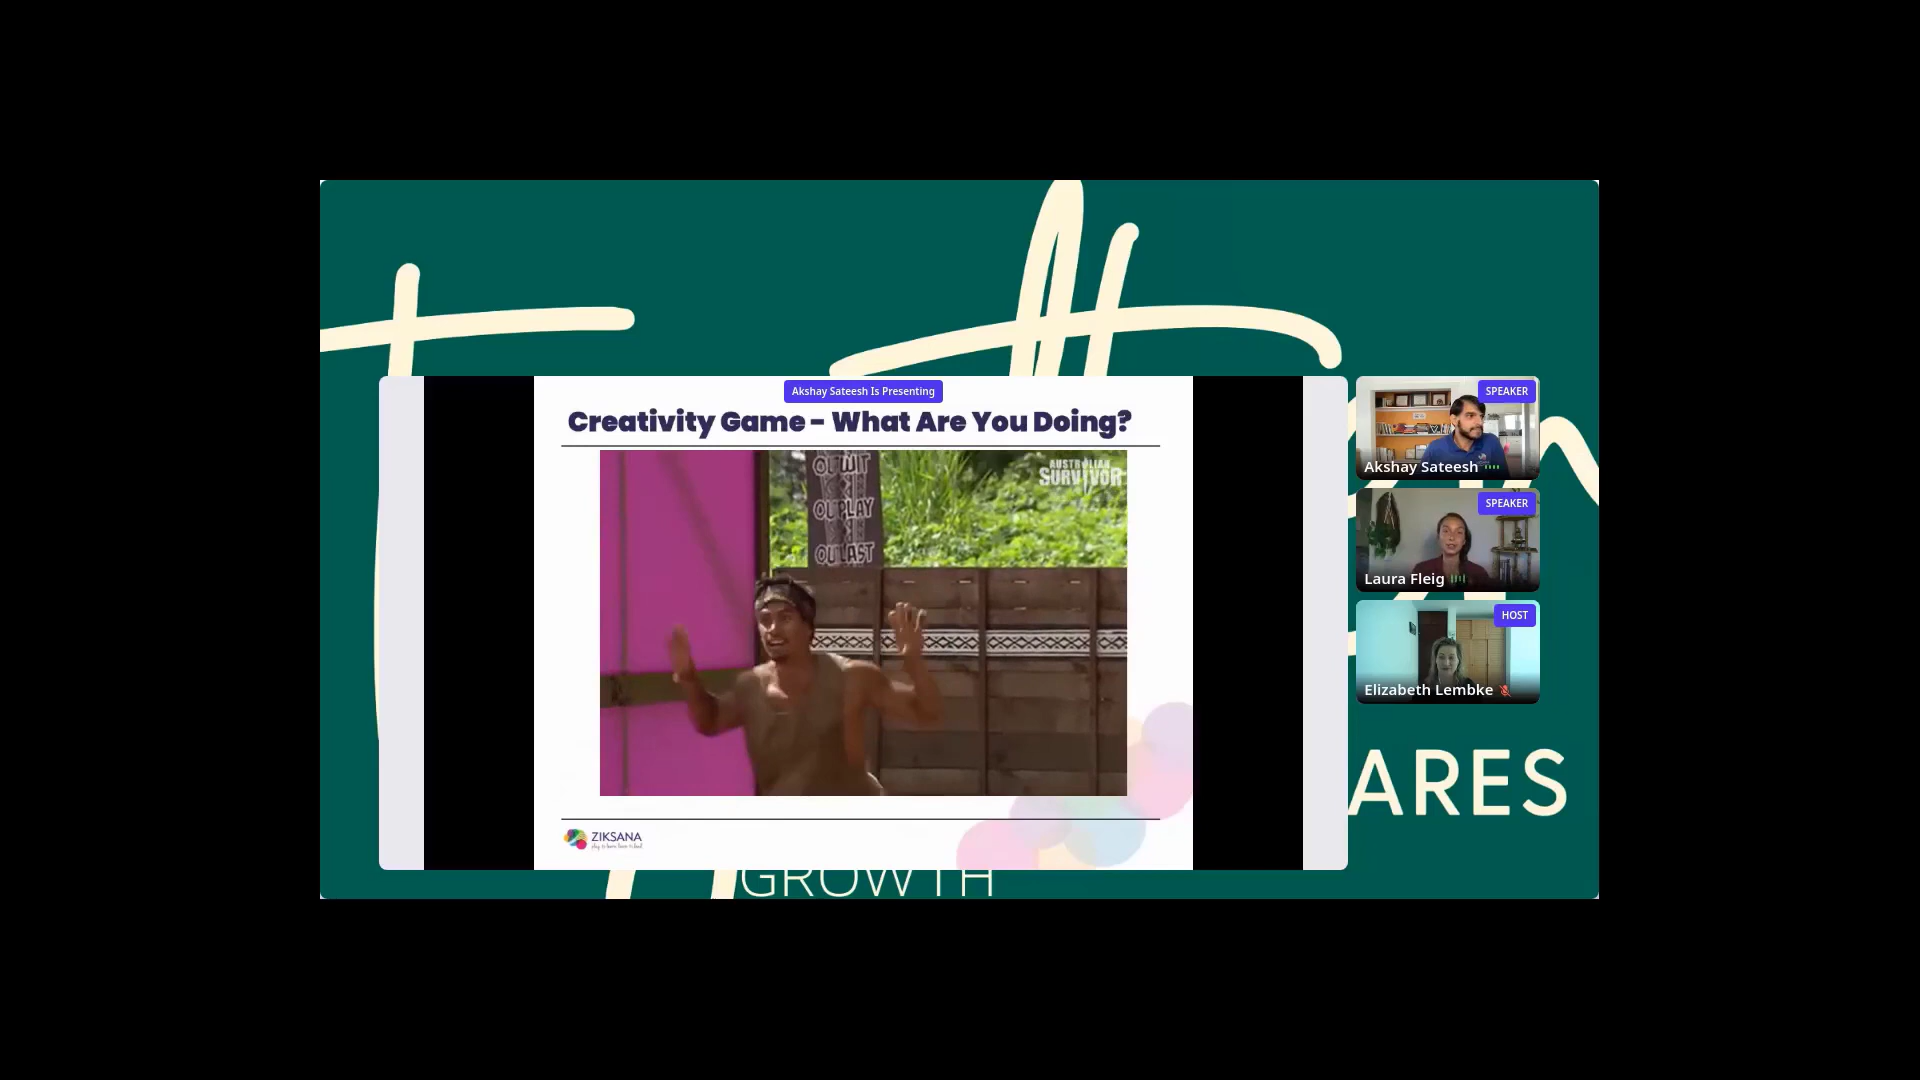 Akshay Sateesh Is Presenting
Creativity Game - What Are You Doing?
OUTWIT
OUTPLAY
OUTLAST
AUSTRALIAN
SURVIVOR
ZIKSANA
SPEAKER
Akshay Sateesh
SPEAKER
Laura Fleig
HOST
Elizabeth Lembke
ARES
GROWTH